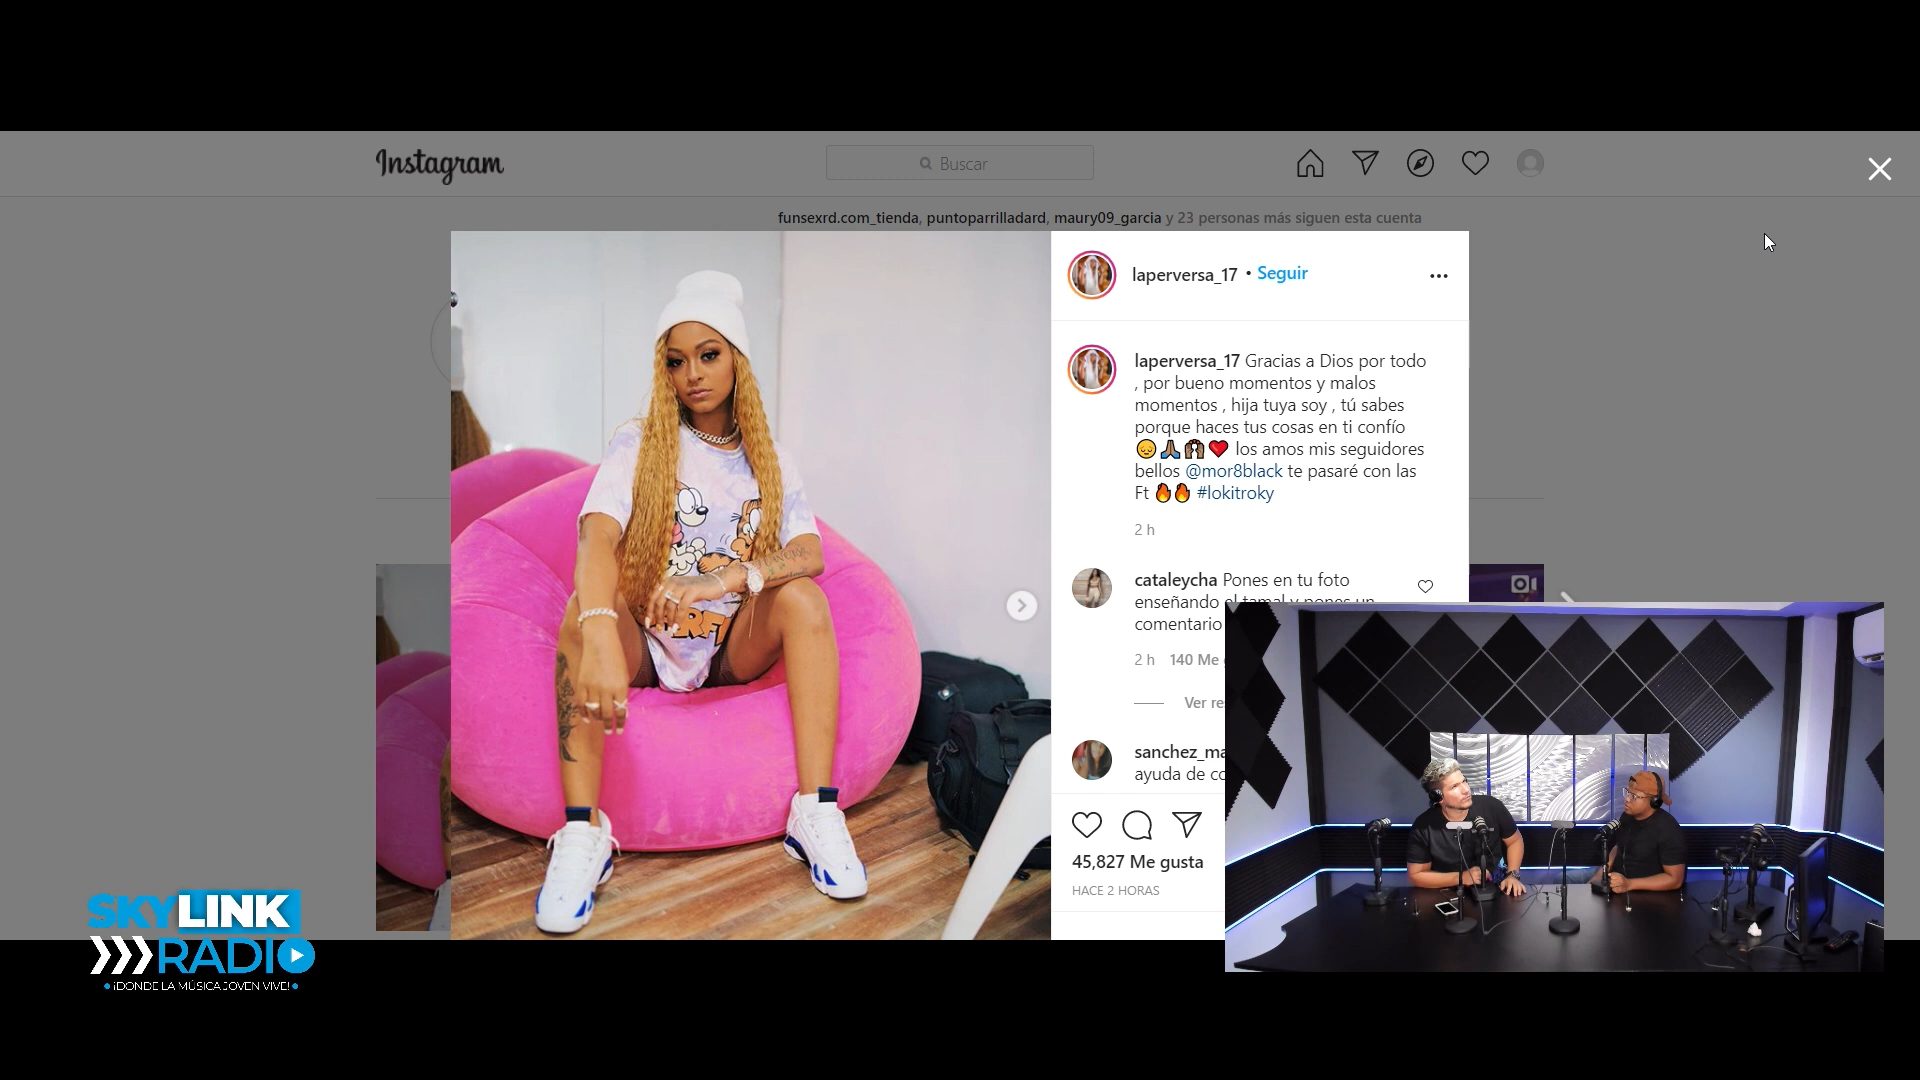 Instagram
Buscar
funsexrd.com_tienda, puntoparrilladard, maury09_garcia y 23 personas más siguen esta cuenta
laperversa_17 • Seguir
laperversa_17 Gracias a Dios por todo
, por bueno momentos y malos
momentos , hija tuya soy , tú sabes
porque haces tus cosas en ti confío
😔🙏🏽🙌🏽❤️ los amos mis seguidores
bellos @mor8black te pasaré con las
Ft 🔥🔥 #lokitroky
2 h
cataleycha Pones en tu foto
enseñando el tamal y pones un
comentario
2 h 140 Me
Ver
sanchez_ma
ayuda de
45,827 Me gusta
HACE 2 HORAS
SKYLINK
RADIO
¡DONDE LA MÚSICA JOVEN VIVE!